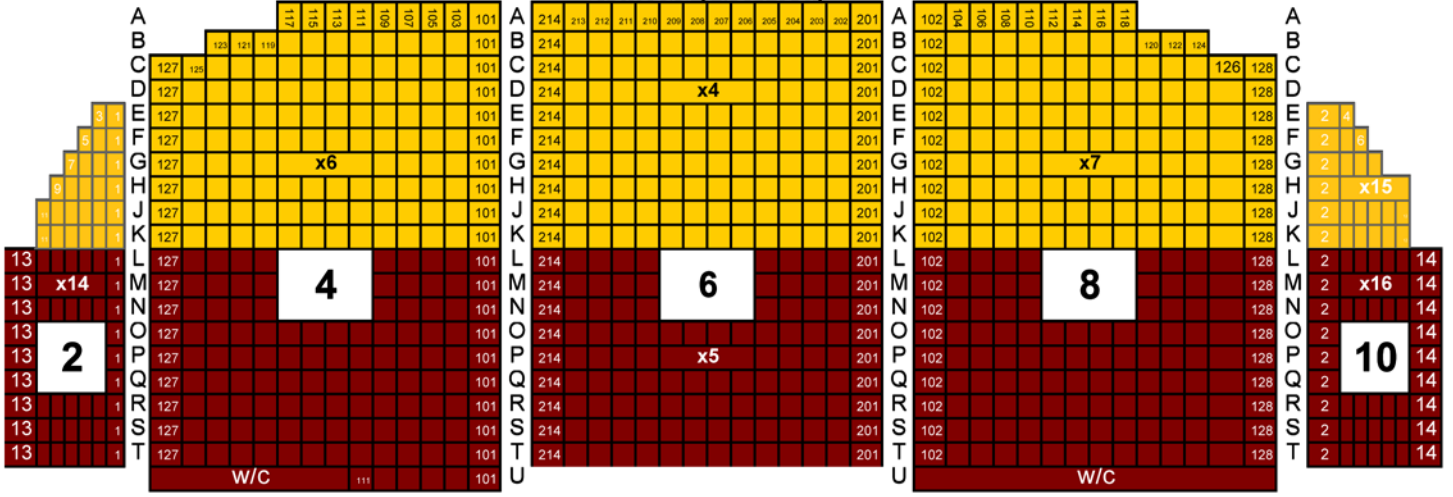 A 117 115 113 111 109 107 105 103 101 A 214 213 212 211 210 209 208 207 206 205 204 203 202 201 A 102 104 106 108 110 112 114 116 118 A
B 123 121 119 101 B 214 201 B 102 120 122 124 B
C 127 125 101 C 214 201 C 102 126 128 C
D 127 101 D 214 x4 201 D 102 128 D
3 1 E 127 101 E 214 201 E 102 128 E 2 4
5 1 F 127 101 F 214 201 F 102 128 F 2 6
7 1 G 127 x6 101 G 214 201 G 102 x7 128 G 2
9 1 H 127 101 H 214 201 H 102 128 H 2 x15
1 J 127 101 J 214 201 J 102 128 J 2
1 K 127 101 K 214 201 K 102 128 K 2
13 1 L 127 101 L 214 201 L 102 128 L 2 14
13 x14 1 M 127 4 101 M 214 6 201 M 102 8 128 M 2 x16 14
13 1 N 127 101 N 214 201 N 102 128 N 2 14
13 1 O 127 101 O 214 201 O 102 128 O 2 14
13 2 1 P 127 101 P 214 x5 201 P 102 128 P 2 10 14
13 1 Q 127 101 Q 214 201 Q 102 128 Q 2 14
13 1 R 127 101 R 214 201 R 102 128 R 2 14
13 1 S 127 101 S 214 201 S 102 128 S 2 14
13 1 T 127 101 T 214 201 T 102 128 T 2 14
W/C 111 101 U U W/C